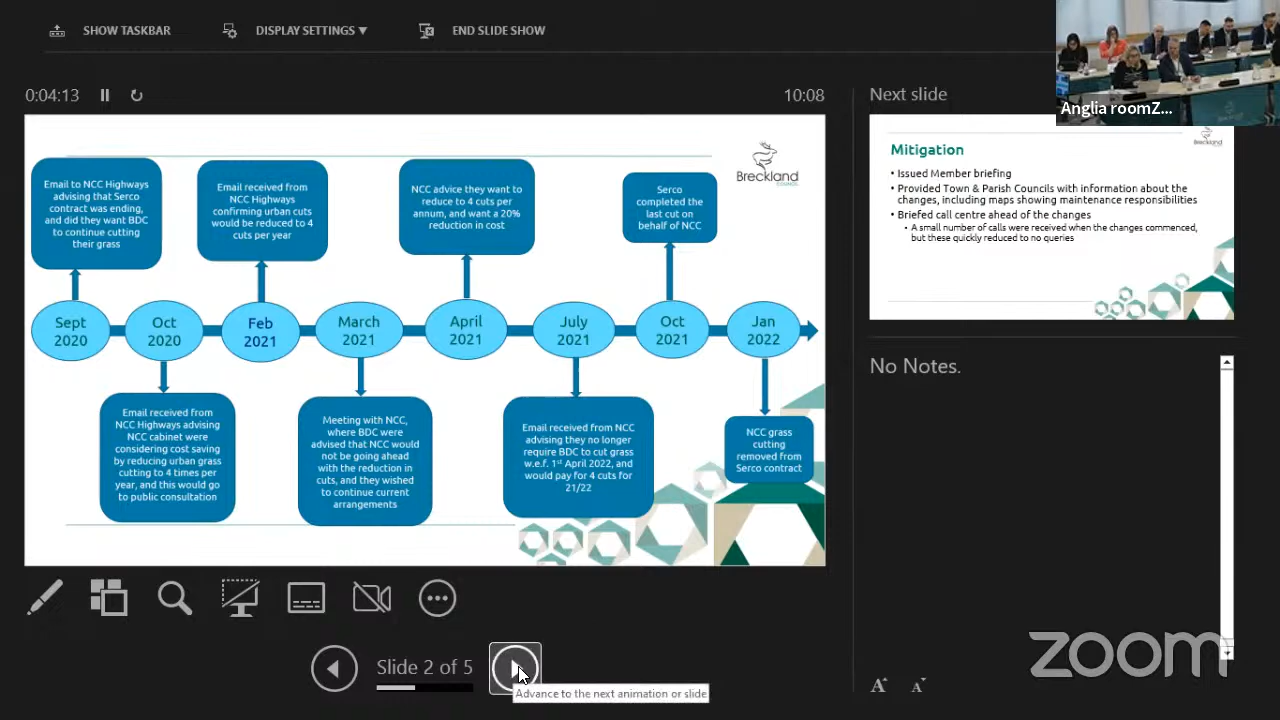 SHOW TASKBAR
DISPLAY SETTINGS
END SLIDE SHOW
0:04:13
10:08
Next slide
Anglia roomZ...
Breckland
COUNCIL
Email to NCC Highways
advising that Serco
contract was ending,
and did they want BDC
to continue cutting
their grass
Email received from
NCC Highways
confirming urban cuts
would be reduced to 4
cuts per year
NCC advice they want to
reduce to 4 cuts per
annum, and want a 20%
reduction in cost
Serco
completed the
last cut on
behalf of NCC
Sept
2020
Oct
2020
Feb
2021
March
2021
April
2021
July
2021
Oct
2021
Jan
2022
Email received from
NCC Highways advising
NCC cabinet were
considering cost saving
by reducing urban grass
cutting to 4 times per
year, and this would go
to public consultation
Meeting with NCC,
where BDC were
advised that NCC would
not be going ahead
with the reduction in
cuts, and they wished
to continue current
arrangements
Email received from NCC
advising they no longer
require BDC to cut grass
w.e.f. 1st April 2022, and
would pay for 4 cuts for
21/22
NCC grass
cutting
removed from
Serco contract
Breckland
Mitigation
• Issued Member briefing
• Provided Town & Parish Councils with information about the
changes, including maps showing maintenance responsibilities
• Briefed call centre ahead of the changes
• A small number of calls were received when the changes commenced,
but these quickly reduced to no queries
No Notes.
Slide 2 of 5
Advance to the next animation or slide
A A
zoom